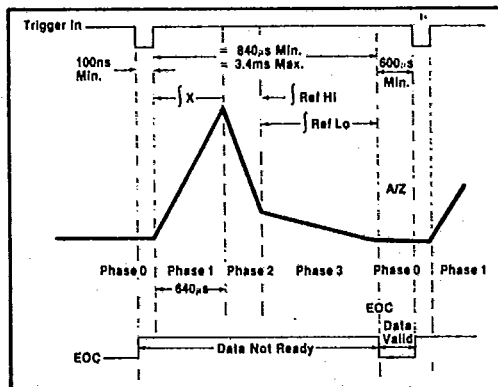 Trigger In
100ns
Min.
= 840µs Min.
= 3.4ms Max.
600µs
Min.
∫ X
∫ Ref Hi
∫ Ref Lo
A/Z
Phase 0
Phase 1
Phase 2
Phase 3
Phase 0
Phase 1
640µs
EOC
Data
Valid
EOC
Data Not Ready